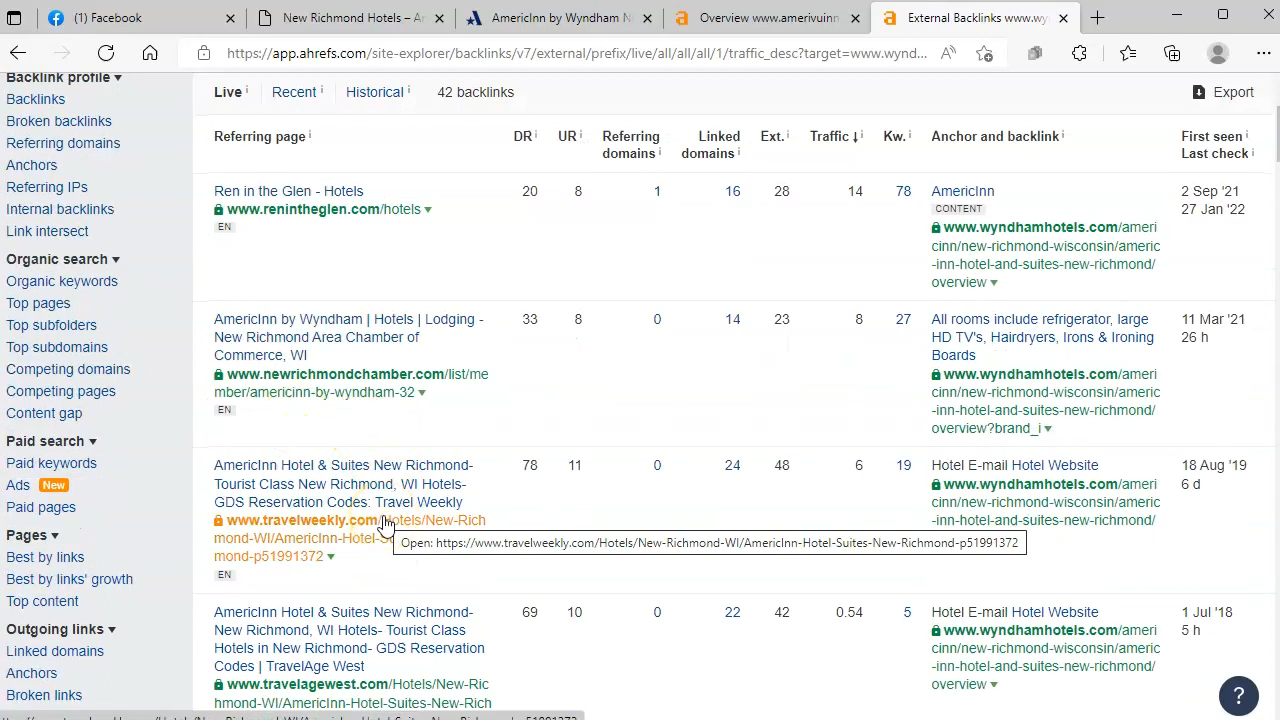 (1) Facebook
New Richmond Hotels – A
AmericInn by Wyndham N
Overview www.amerivuinn
External Backlinks www.wy
https://app.ahrefs.com/site-explorer/backlinks/v7/external/prefix/live/all/all/all/1/traffic_desc?target=www.wynd...
Backlink profile
Backlinks
Broken backlinks
Referring domains
Anchors
Referring IPs
Internal backlinks
Link intersect
Organic search
Organic keywords
Top pages
Top subfolders
Top subdomains
Competing domains
Competing pages
Content gap
Paid search
Paid keywords
Ads New
Paid pages
Pages
Best by links
Best by links' growth
Top content
Outgoing links
Linked domains
Anchors
Broken links
Live Recent Historical 42 backlinks
Export
Referring page DR UR Referring domains Linked domains Ext. Traffic ↓ Kw. Anchor and backlink First seen Last check
Ren in the Glen - Hotels
www.renintheglen.com/hotels
EN
20 8 1 16 28 14 78
AmericInn
CONTENT
www.wyndhamhotels.com/ameri
cinn/new-richmond-wisconsin/americ
-inn-hotel-and-suites-new-richmond/
overview
2 Sep '21
27 Jan '22
AmericInn by Wyndham | Hotels | Lodging -
New Richmond Area Chamber of
Commerce, WI
www.newrichmondchamber.com/list/me
mber/americinn-by-wyndham-32
EN
33 8 0 14 23 8 27
All rooms include refrigerator, large
HD TV's, Hairdryers, Irons & Ironing
Boards
www.wyndhamhotels.com/ameri
cinn/new-richmond-wisconsin/americ
-inn-hotel-and-suites-new-richmond/
overview?brand_i
11 Mar '21
26 h
AmericInn Hotel & Suites New Richmond-
Tourist Class New Richmond, WI Hotels-
GDS Reservation Codes: Travel Weekly
www.travelweekly.com/Hotels/New-Rich
mond-WI/AmericInn-Hotel-S
mond-p51991372
EN
78 11 0 24 48 6 19
Hotel E-mail Hotel Website
www.wyndhamhotels.com/ameri
cinn/new-richmond-wisconsin/americ
-inn-hotel-and-suites-new-richmond/
18 Aug '19
6 d
Open: https://www.travelweekly.com/Hotels/New-Richmond-WI/AmericInn-Hotel-Suites-New-Richmond-p51991372
AmericInn Hotel & Suites New Richmond-
New Richmond, WI Hotels- Tourist Class
Hotels in New Richmond- GDS Reservation
Codes | TravelAge West
www.travelagewest.com/Hotels/New-Ric
hmond-WI/AmericInn-Hotel-Suites-New-Rich
69 10 0 22 42 0.54 5
Hotel E-mail Hotel Website
www.wyndhamhotels.com/ameri
cinn/new-richmond-wisconsin/americ
-inn-hotel-and-suites-new-richmond/
overview
1 Jul '18
5 h
?